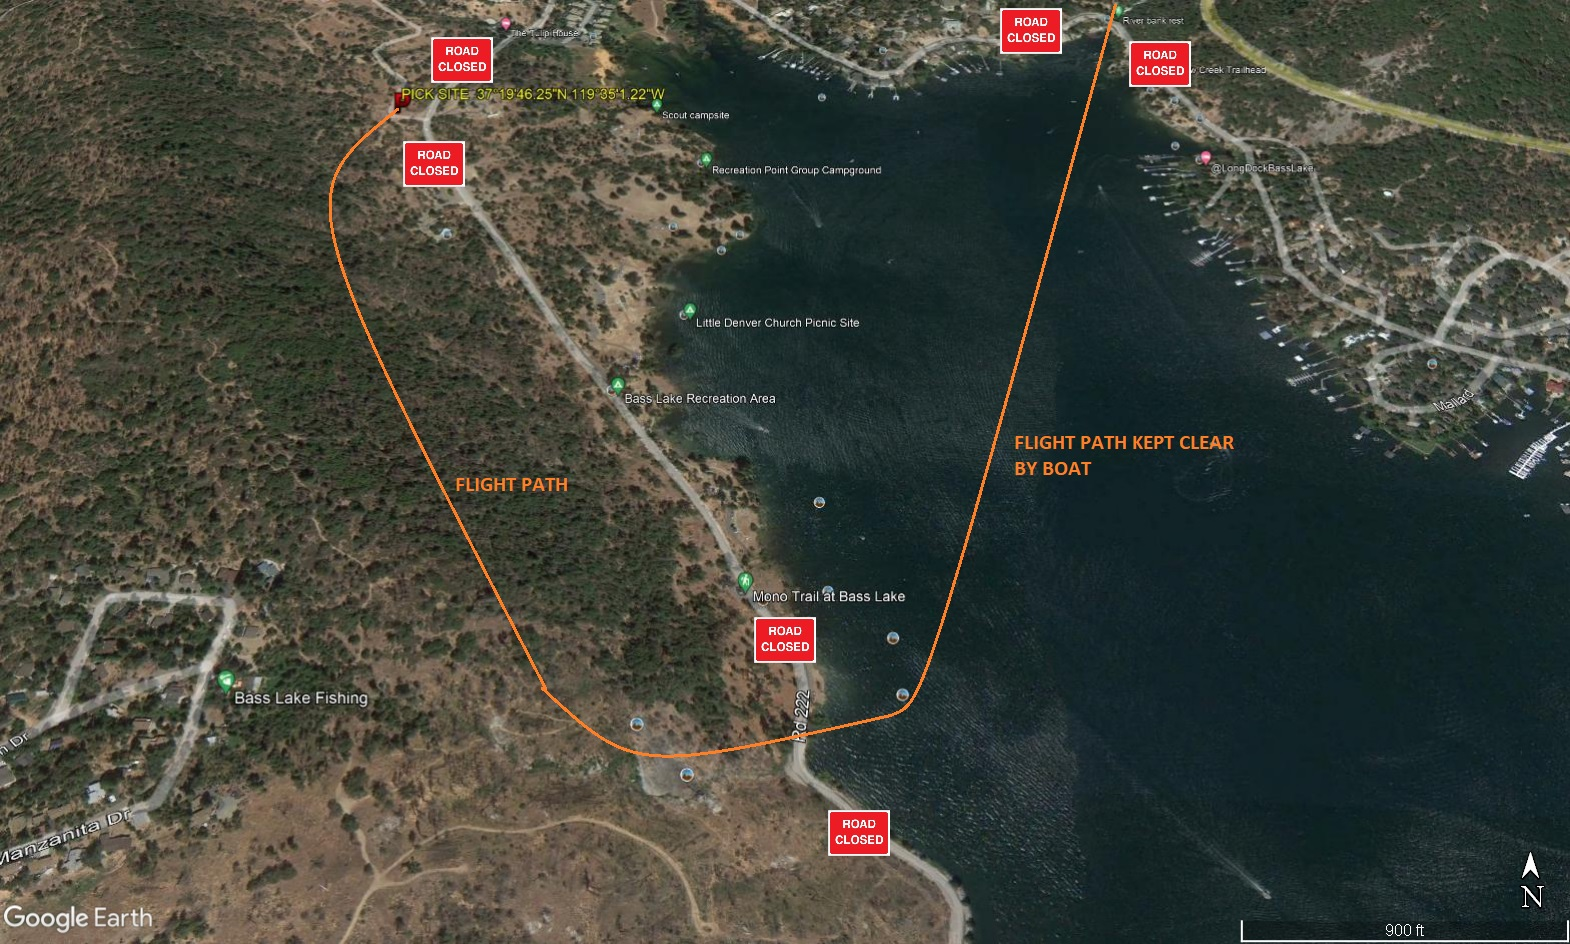 ROAD
CLOSED
River bank rest
The Tulip House
ROAD
CLOSED
ROAD
CLOSED
Creek Trailhead
PICK SITE 37°19'46.25"N 119°35'1.22"W
Scout campsite
ROAD
CLOSED
Recreation Point Group Campground
@LongDockBassLake
Little Denver Church Picnic Site
Bass Lake Recreation Area
Mallard
FLIGHT PATH KEPT CLEAR
BY BOAT
FLIGHT PATH
Mono Trail at Bass Lake
ROAD
CLOSED
Bass Lake Fishing
Rd 222
n Dr
Manzanita Dr
ROAD
CLOSED
N
Google Earth
900 ft